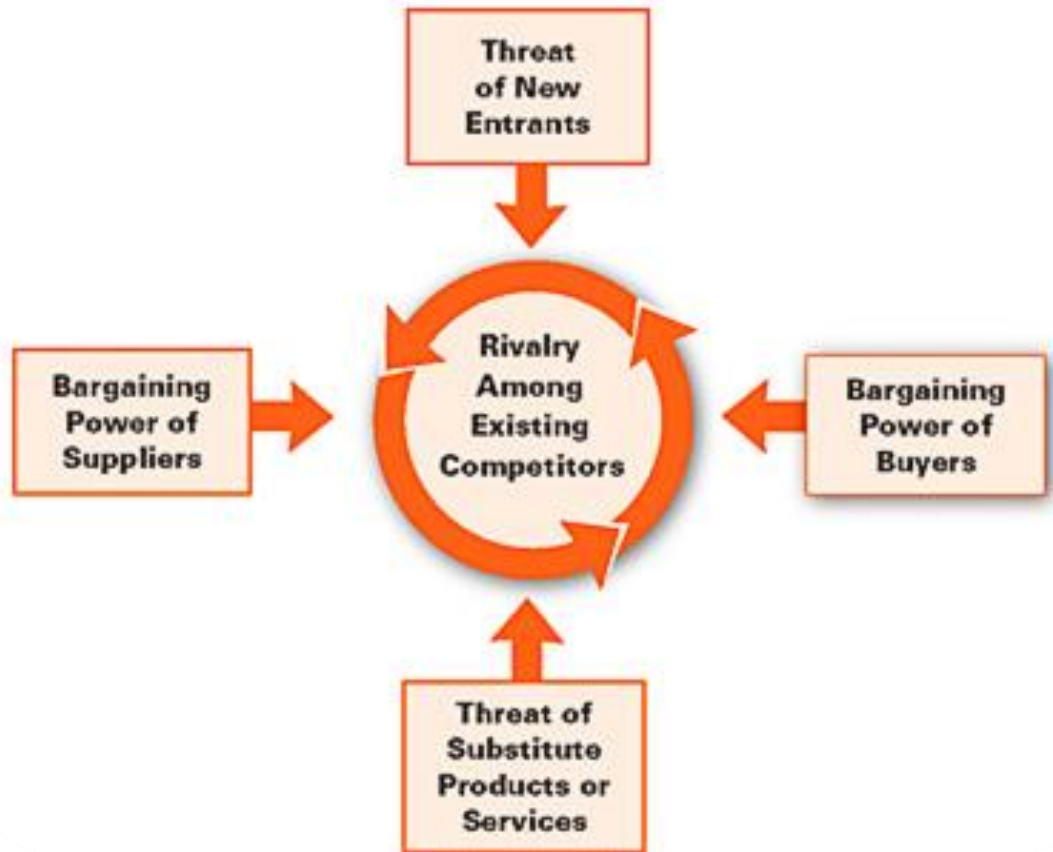 Threat
of New
Entrants
Rivalry
Among
Existing
Competitors
Bargaining
Power of
Suppliers
Bargaining
Power of
Buyers
Threat of
Substitute
Products or
Services